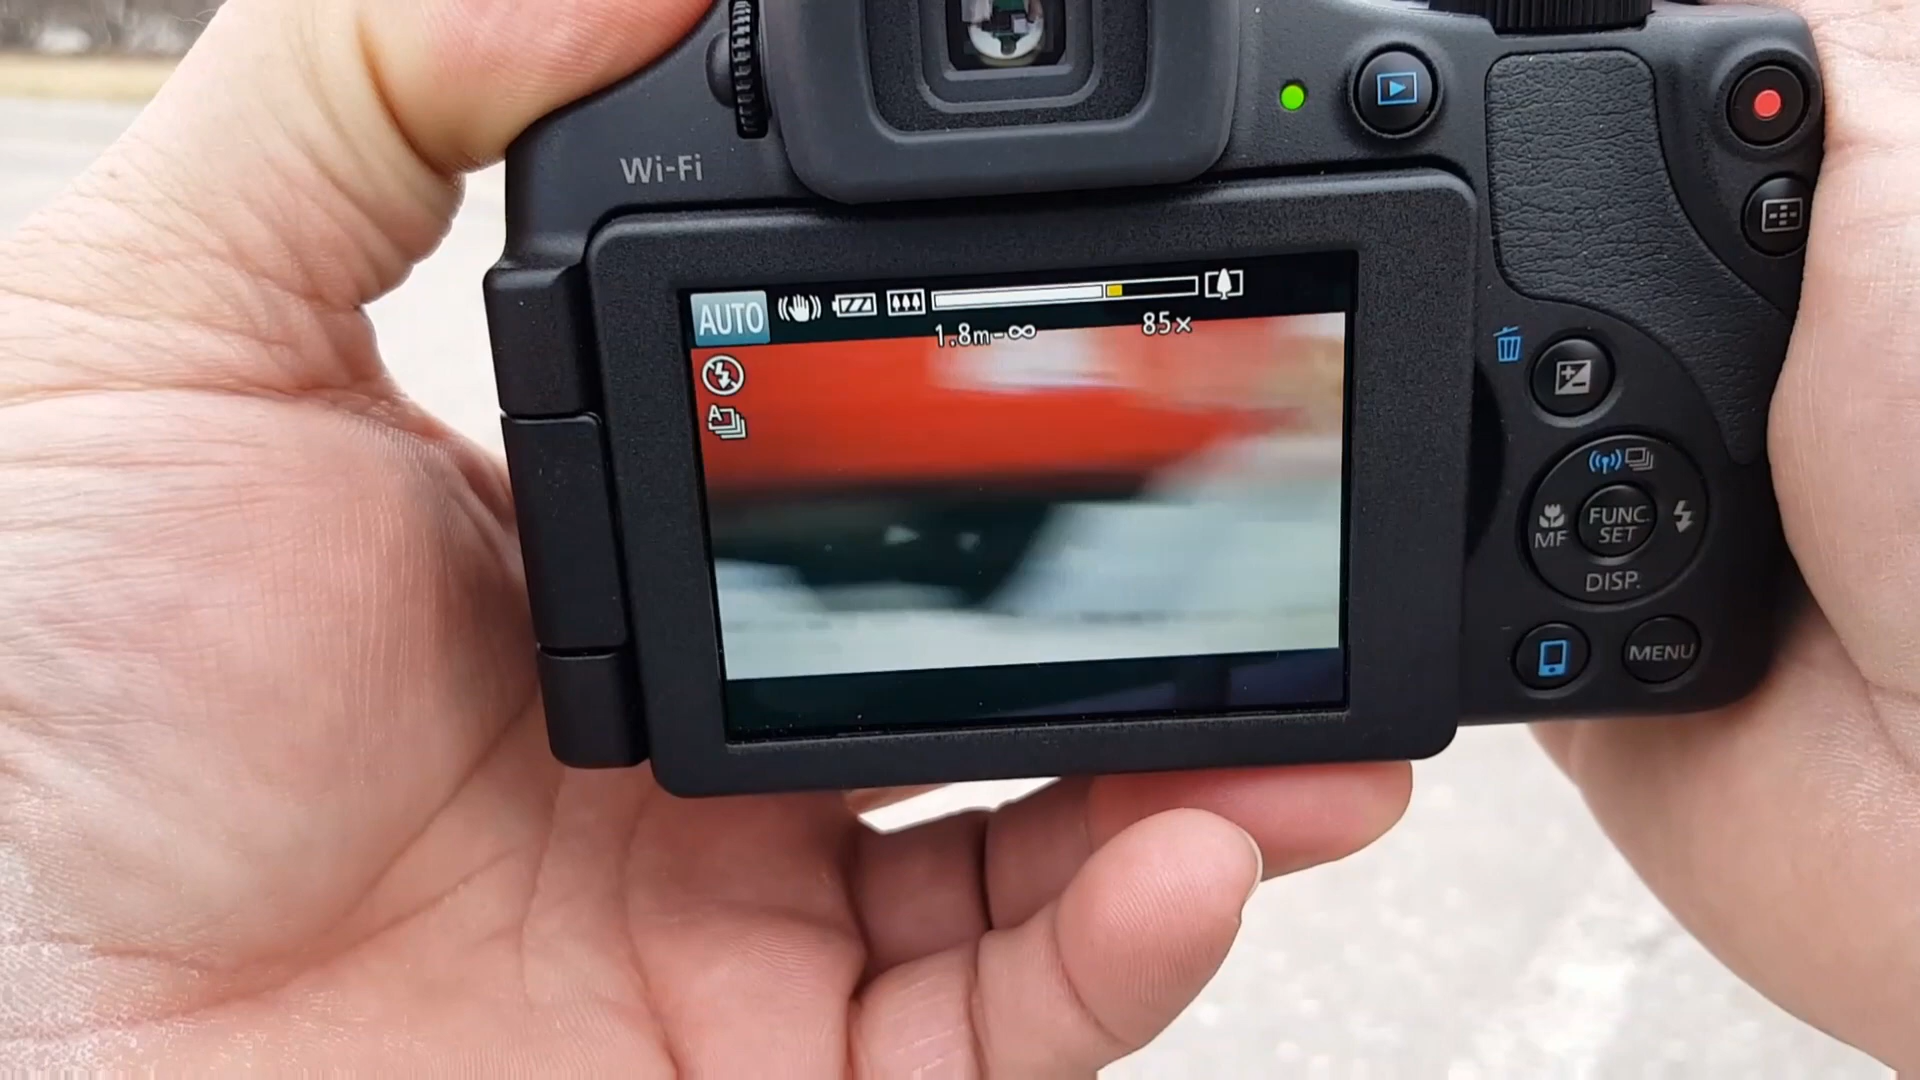 Wi-Fi
AUTO
1.8m-∞
85×
A
FUNC.
SET
MF
DISP.
MENU